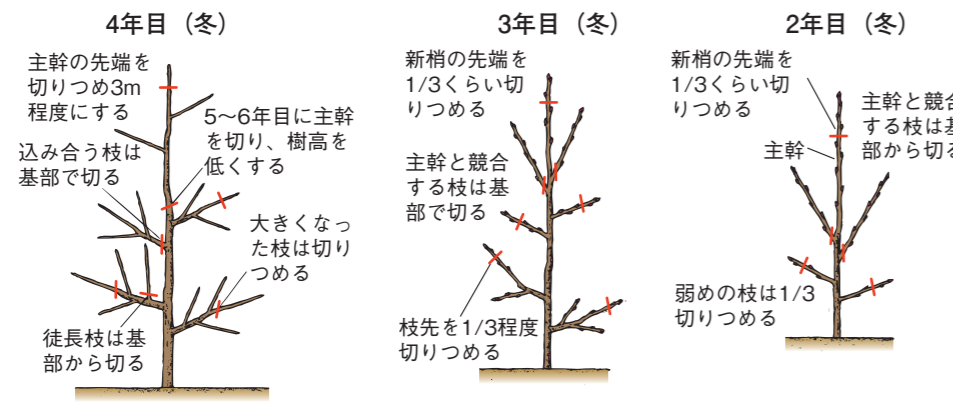 4年目（冬）
主幹の先端を
切りつめ3m
程度にする
込み合う枝は
基部で切る
5〜6年目に主幹
を切り、樹高を
低くする
大きくなっ
た枝は切り
つめる
徒長枝は基
部から切る
3年目（冬）
新梢の先端を
1/3くらい切
りつめる
主幹と競合
する枝は基
部で切る
枝先を1/3程度
切りつめる
2年目（冬）
新梢の先端を
1/3くらい切
りつめる
主幹
主幹と競合
する枝は基
部から切る
弱めの枝は1/3
切りつめる